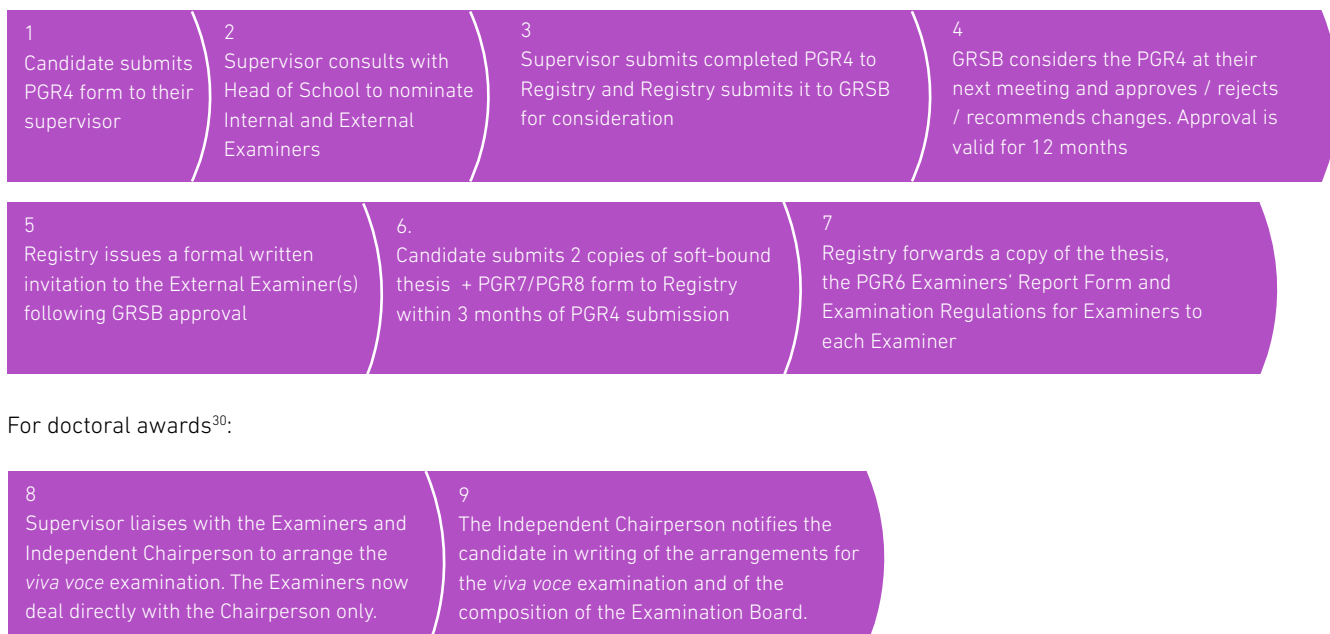 1
Candidate submits
PGR4 form to their
supervisor
2
Supervisor consults with
Head of School to nominate
Internal and External
Examiners
3
Supervisor submits completed PGR4 to
Registry and Registry submits it to GRSB
for consideration
4
GRSB considers the PGR4 at their
next meeting and approves / rejects
/ recommends changes. Approval is
valid for 12 months
5
Registry issues a formal written
invitation to the External Examiner(s)
following GRSB approval
6.
Candidate submits 2 copies of soft-bound
thesis + PGR7/PGR8 form to Registry
within 3 months of PGR4 submission
7
Registry forwards a copy of the thesis,
the PGR6 Examiners’ Report Form and
Examination Regulations for Examiners to
each Examiner
For doctoral awards³⁰:
8
Supervisor liaises with the Examiners and
Independent Chairperson to arrange the
viva voce examination. The Examiners now
deal directly with the Chairperson only.
9
The Independent Chairperson notifies the
candidate in writing of the arrangements for
the viva voce examination and of the
composition of the Examination Board.